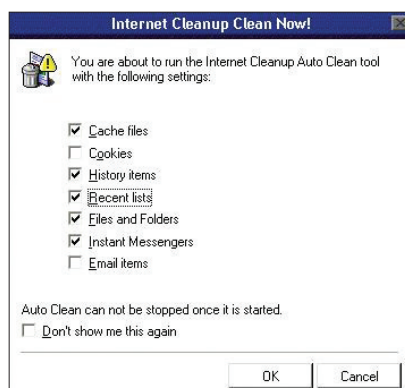 Internet Cleanup Clean Now!
You are about to run the Internet Cleanup Auto Clean tool
with the following settings:
Cache files
Cookies
History items
Recent lists
Files and Folders
Instant Messengers
Email items
Auto Clean can not be stopped once it is started.
Don't show me this again
OK
Cancel